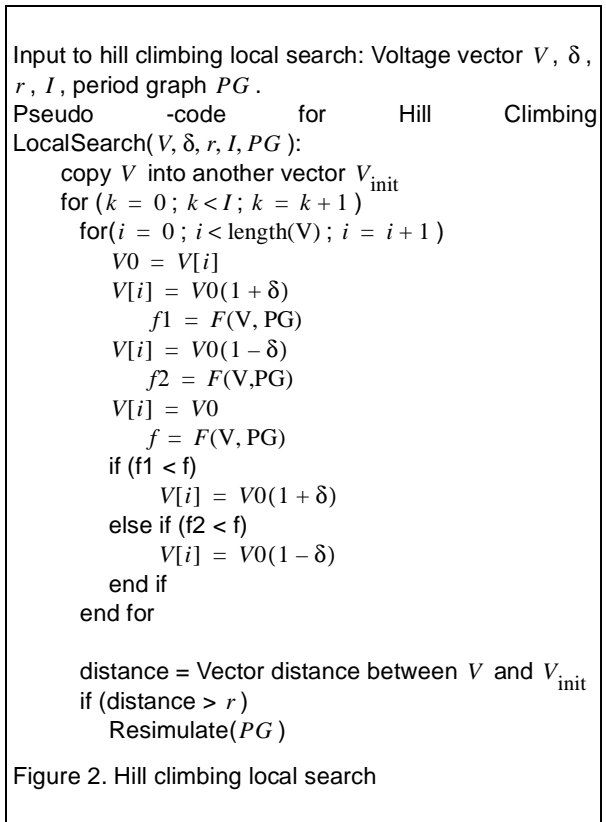 Input to hill climbing local search: Voltage vector V, δ,
r, I, period graph PG.
Pseudo -code for Hill Climbing
LocalSearch(V, δ, r, I, PG):
copy V into another vector V_init
for (k = 0; k < I; k = k + 1)
for(i = 0; i < length(V); i = i + 1)
V0 = V[i]
V[i] = V0(1 + δ)
f1 = F(V, PG)
V[i] = V0(1 – δ)
f2 = F(V,PG)
V[i] = V0
f = F(V, PG)
if (f1 < f)
V[i] = V0(1 + δ)
else if (f2 < f)
V[i] = V0(1 – δ)
end if
end for
distance = Vector distance between V and V_init
if (distance > r)
Resimulate(PG)
Figure 2. Hill climbing local search